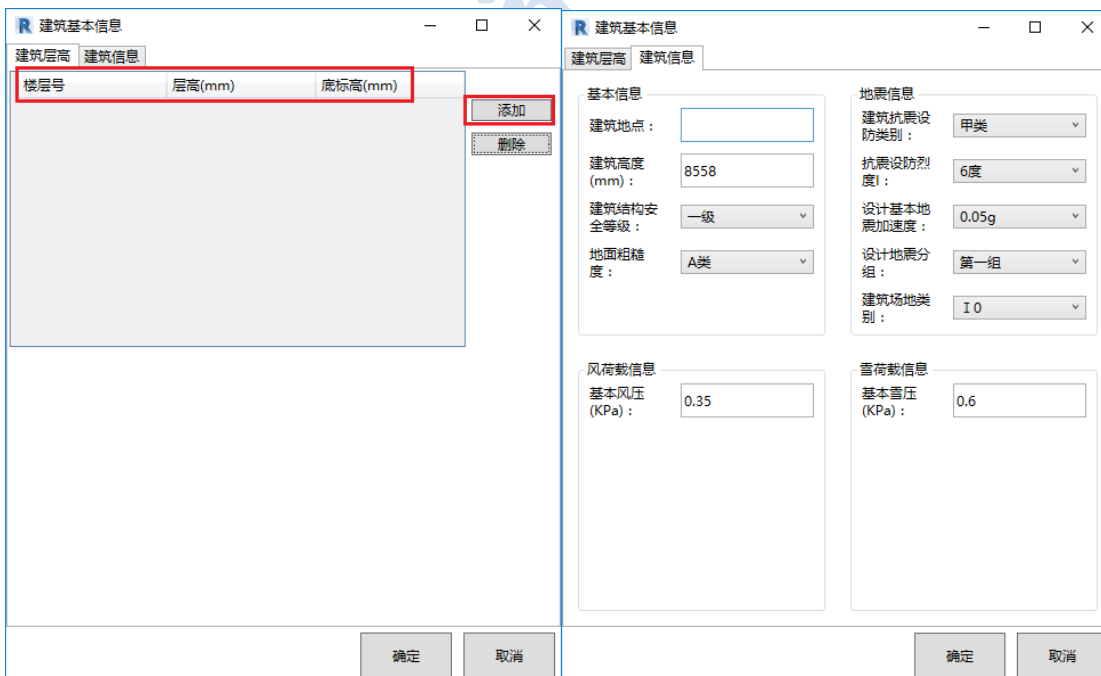 建筑基本信息
建筑层高 建筑信息
楼层号 层高(mm) 底标高(mm)
添加
删除
确定 取消
建筑基本信息
建筑层高 建筑信息
基本信息
建筑地点：
建筑高度
(mm)： 8558
建筑结构安
全等级： 一级
地面粗糙
度： A类
地震信息
建筑抗震设
防类别： 甲类
抗震设防烈
度I： 6度
设计基本地
震加速度： 0.05g
设计地震分
组： 第一组
建筑场地类
别： I 0
风荷载信息
基本风压
(KPa)： 0.35
雪荷载信息
基本雪压
(KPa)： 0.6
确定 取消